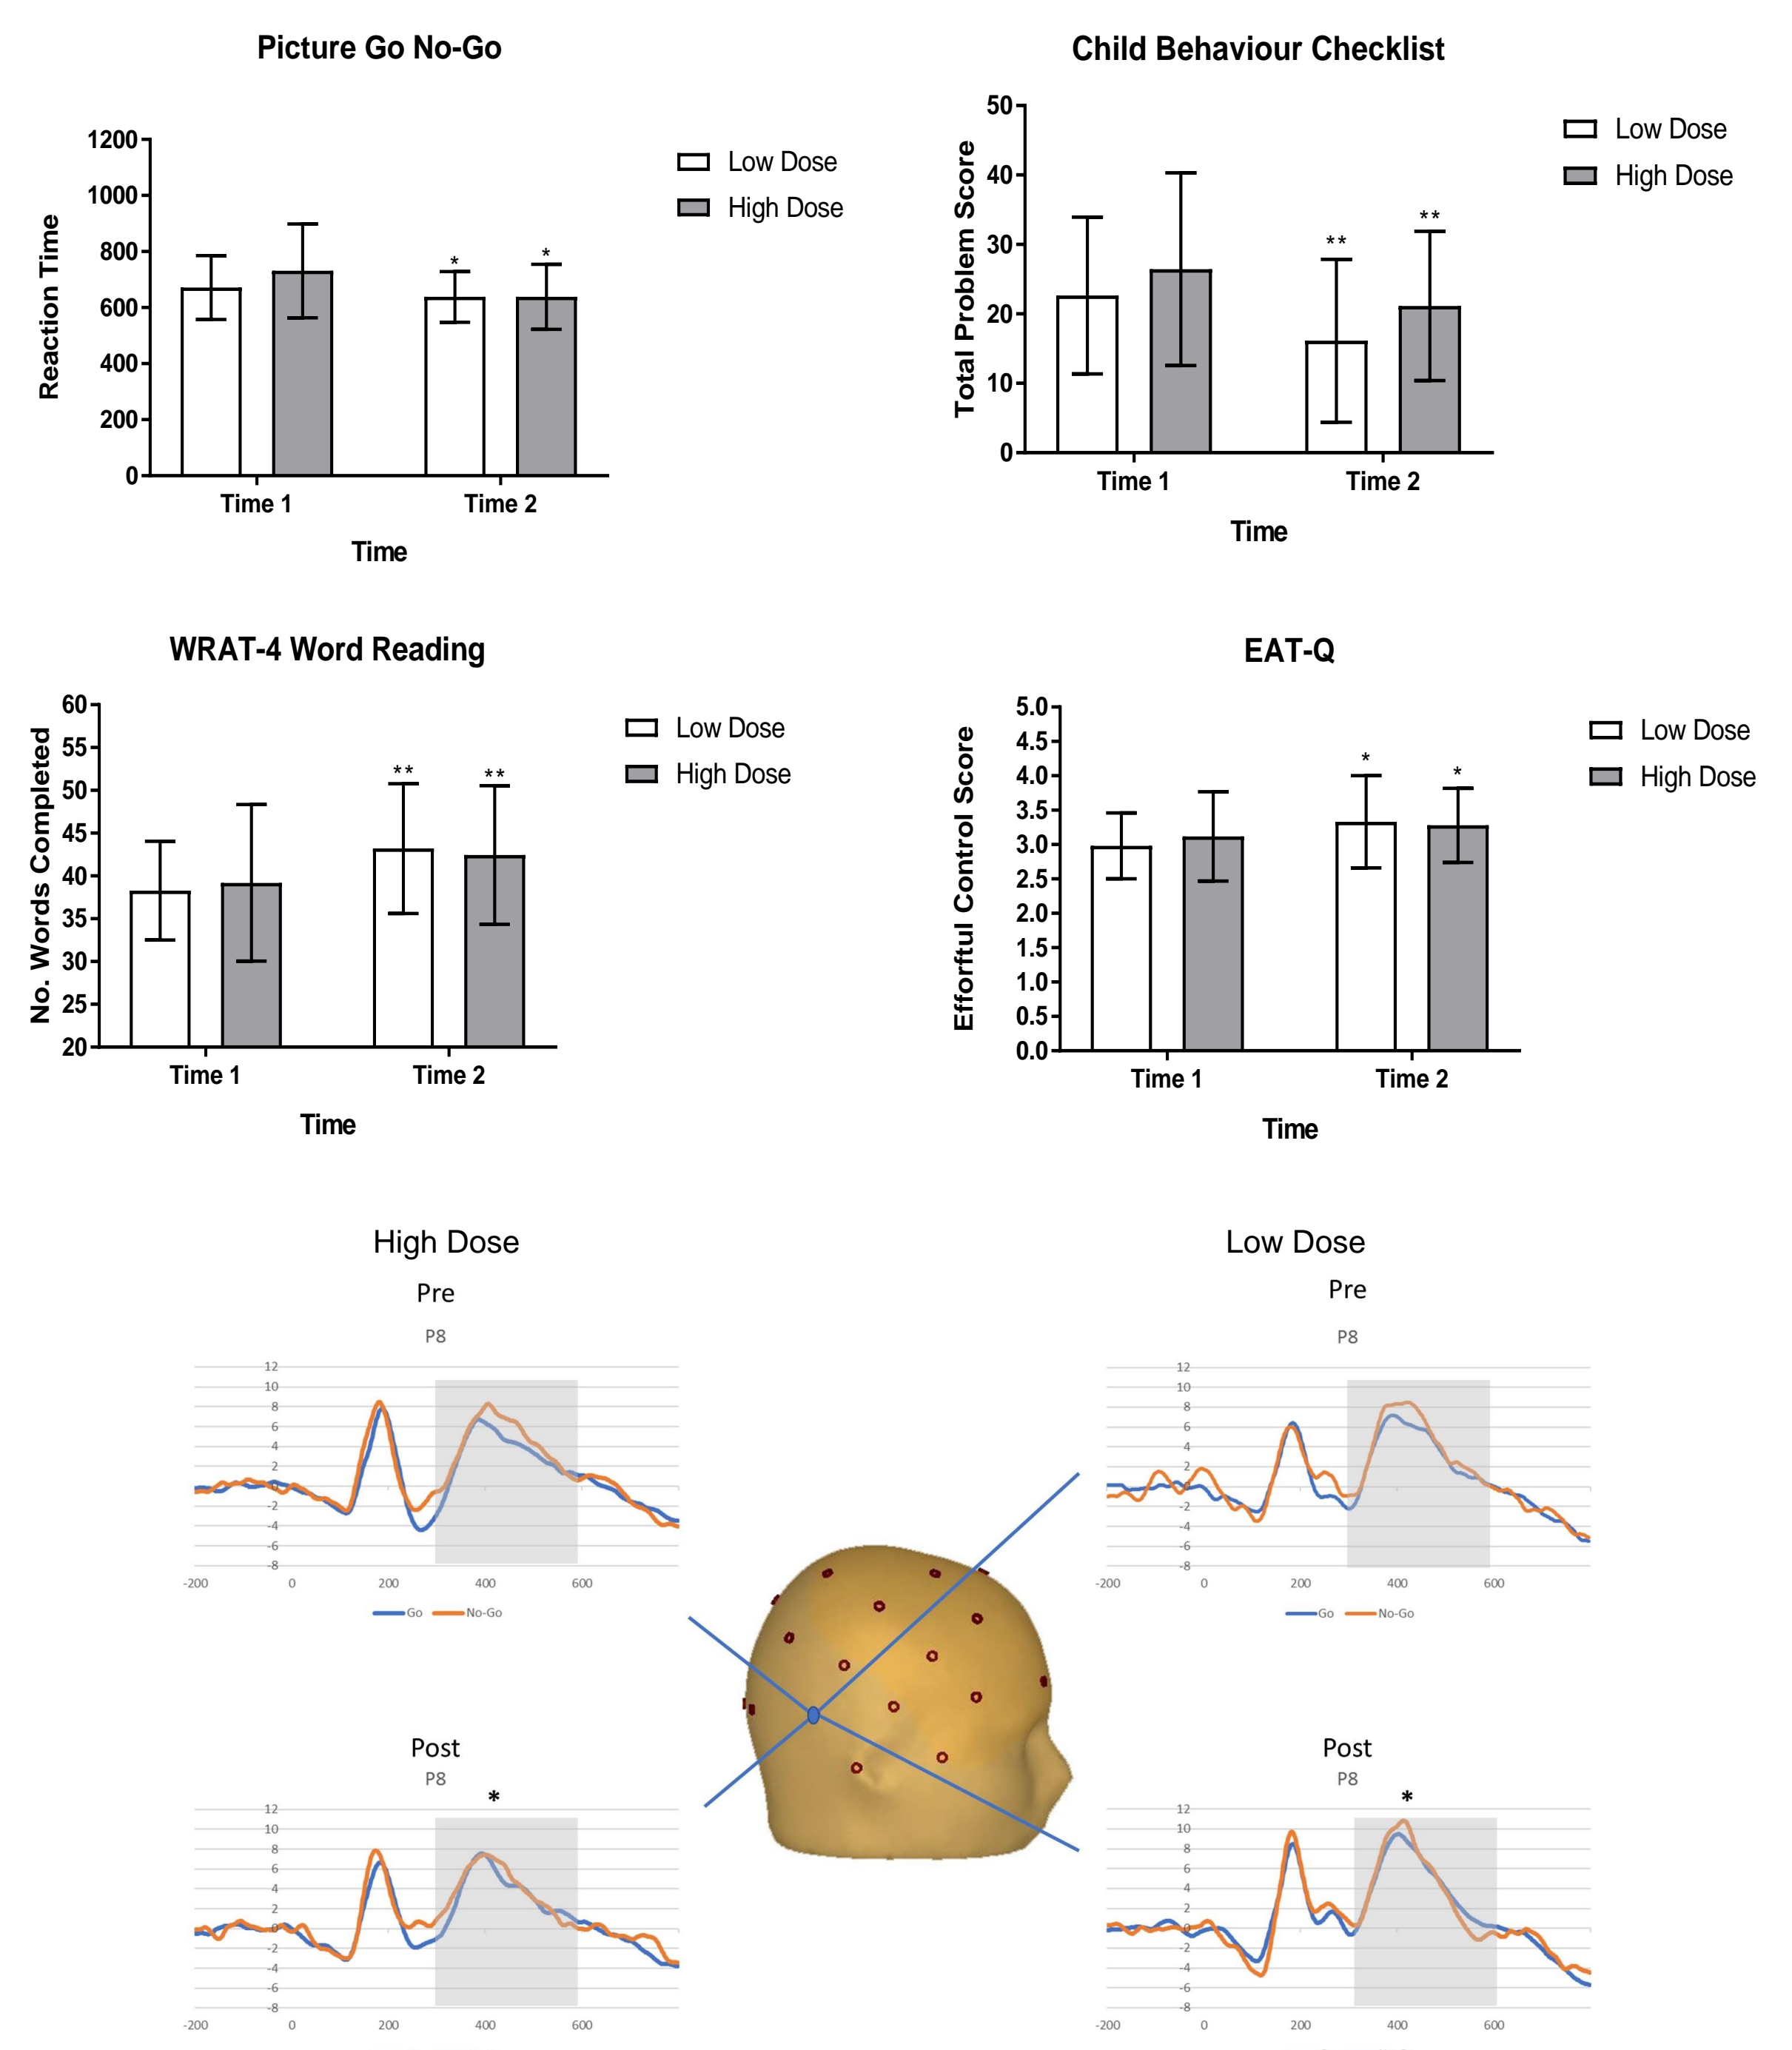 Picture Go No-Go
1200
1000
800
600
400
200
0
Reaction Time
*
*
Time 1
Time 2
Time
Low Dose
High Dose
Child Behaviour Checklist
50
40
30
20
10
0
Total Problem Score
**
**
Time 1
Time 2
Time
Low Dose
High Dose
WRAT-4 Word Reading
60
55
50
45
40
35
30
25
20
No. Words Completed
**
**
Time 1
Time 2
Time
Low Dose
High Dose
EAT-Q
5.0
4.5
4.0
3.5
3.0
2.5
2.0
1.5
1.0
0.5
0.0
Efforftul Control Score
*
*
Time 1
Time 2
Time
Low Dose
High Dose
High Dose
Pre
P8
12
10
8
6
4
2
0
-2
-4
-6
-8
-200 0 200 400 600
Go No-Go
Low Dose
Pre
P8
12
10
8
6
4
2
0
-2
-4
-6
-8
-200 0 200 400 600
Go No-Go
Post
P8
*
12
10
8
6
4
2
0
-2
-4
-6
-8
-200 0 200 400 600
Post
P8
*
12
10
8
6
4
2
0
-2
-4
-6
-8
-200 0 200 400 600